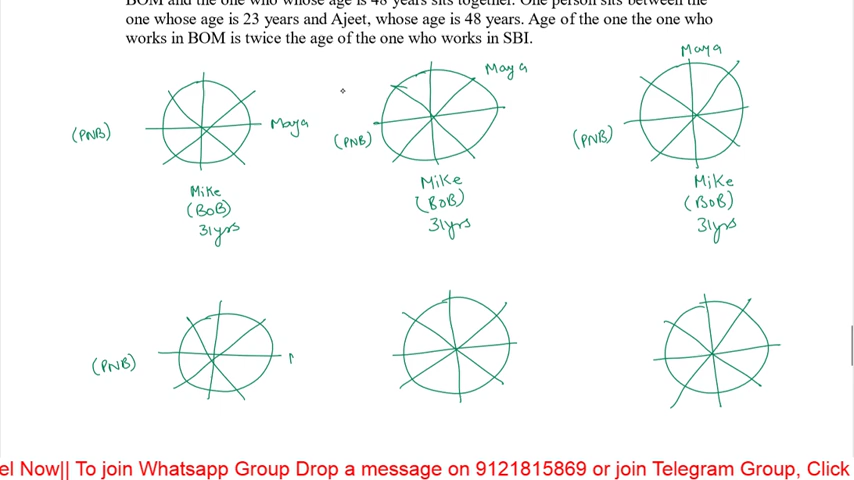 BOM and the one who whose age is 48 years sits together. One person sits between the
one whose age is 23 years and Ajeet, whose age is 48 years. Age of the one the one who
works in BOM is twice the age of the one who works in SBI.
Maya
Maya
(PNB)
Maya
(PNB)
(PNB)
Mike
(BOB)
31yrs
Mike
(BOB)
31yrs
Mike
(BOB)
31yrs
(PNB)
el Now|| To join Whatsapp Group Drop a message on 9121815869 or join Telegram Group, Click